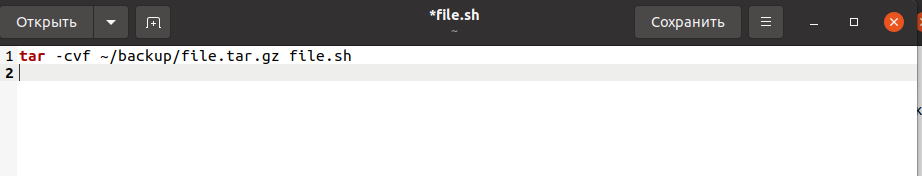 Открыть
*file.sh
~
Сохранить
1 tar -cvf ~/backup/file.tar.gz file.sh
2